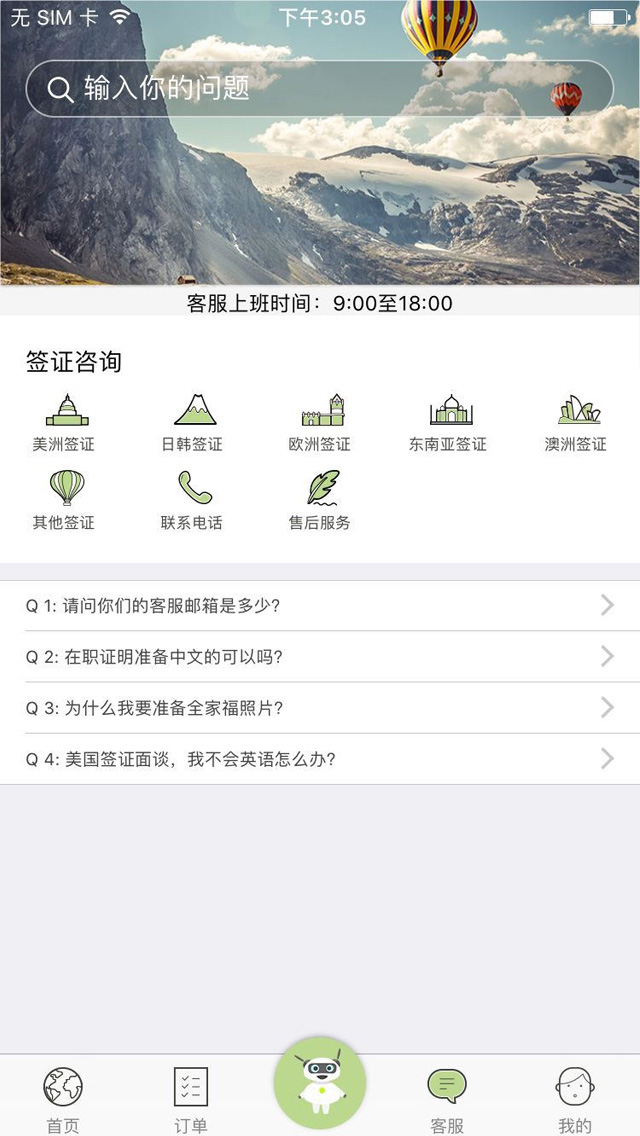 无 SIM 卡 下午3:05
输入你的问题
客服上班时间：9:00至18:00
签证咨询
美洲签证 日韩签证 欧洲签证 东南亚签证 澳洲签证
其他签证 联系电话 售后服务
Q 1: 请问你们的客服邮箱是多少?
Q 2: 在职证明准备中文的可以吗?
Q 3: 为什么我要准备全家福照片?
Q 4: 美国签证面谈，我不会英语怎么办?
首页 订单 客服 我的